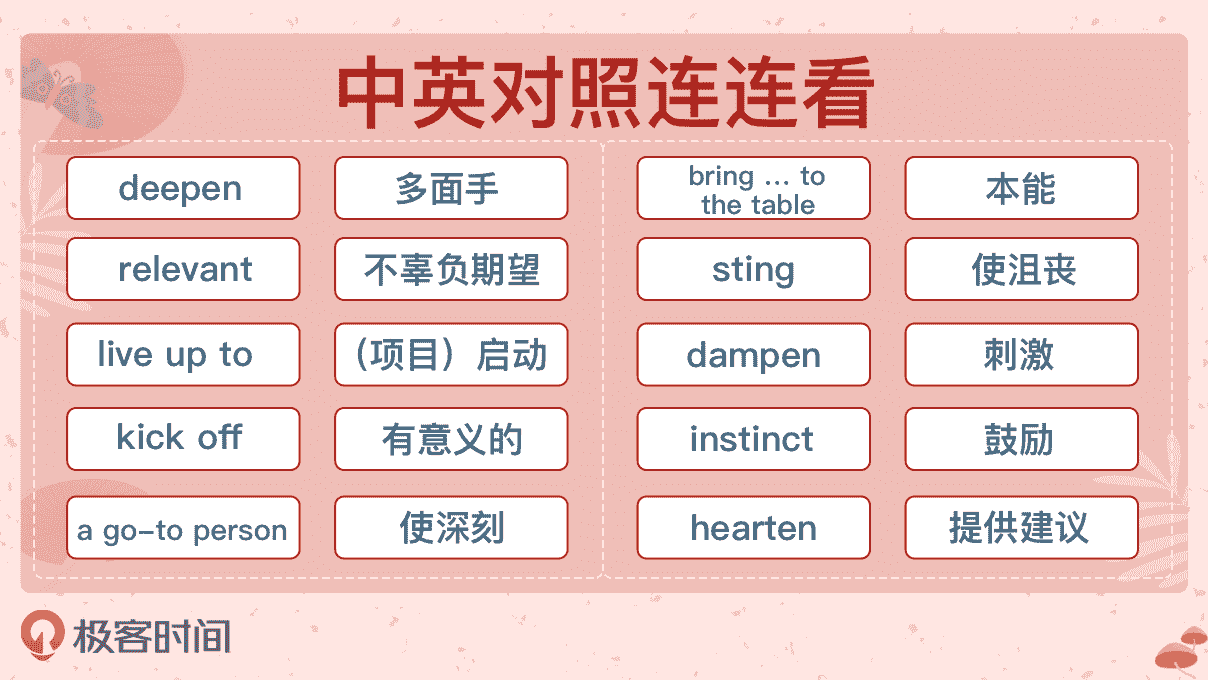 中英对照连连看
deepen
多面手
bring ... to
the table
本能
relevant
不辜负期望
sting
使沮丧
live up to
（项目）启动
dampen
刺激
kick off
有意义的
instinct
鼓励
a go-to person
使深刻
hearten
提供建议
极客时间